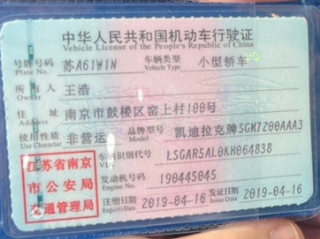 中华人民共和国机动车行驶证
Vehicle License of the People's Republic of China
号牌号码 苏A61W1N 车辆类型 小型轿车
Plate No. Vehicle Type
所有人 王浩
Owner
住址 南京市鼓楼区窑上村100号
Address
使用性质 非营运 品牌型号 凯迪拉克牌SGM7200AAA3
Use Character Model
车辆识别代号 LSGAR5AL0KH064838
VIN
江苏省南京
市公安局
交通管理局
发动机号码 190445045
Engine No.
注册日期 2019-04-16 发证日期 2019-04-16
Register Date Issue Date